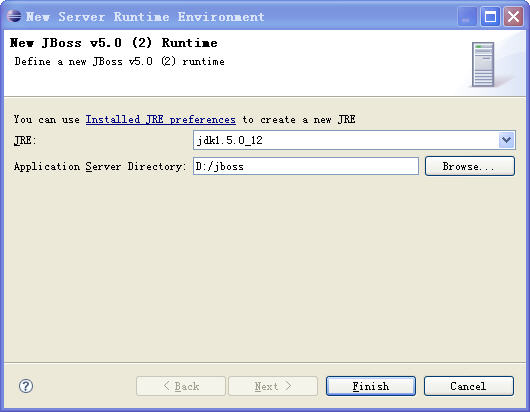 New Server Runtime Environment
New JBoss v5.0 (2) Runtime
Define a new JBoss v5.0 (2) runtime
You can use Installed JRE preferences to create a new JRE
JRE: jdk1.5.0_12
Application Server Directory: D:/jboss Browse...
? < Back Next > Finish Cancel